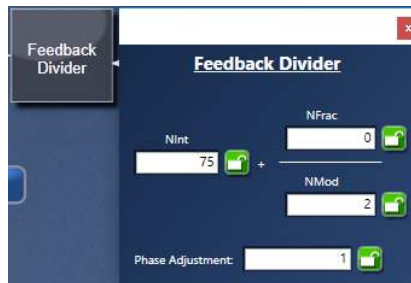 Feedback
Divider
x
Feedback Divider
NFrac
0
NInt
75
+
NMod
2
Phase Adjustment:
1